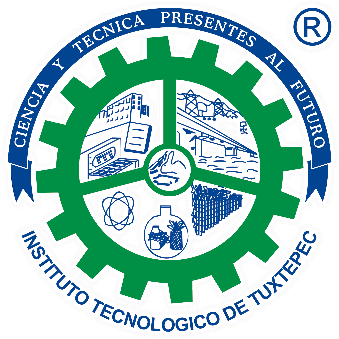 CIENCIA Y TECNICA PRESENTES AL FUTURO
®
INSTITUTO TECNOLOGICO DE TUXTEPEC